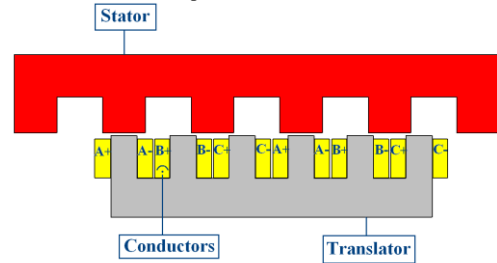 Stator
A+ A- B+ B- C+ C- A+ A- B+ B- C+ C-
Conductors Translator